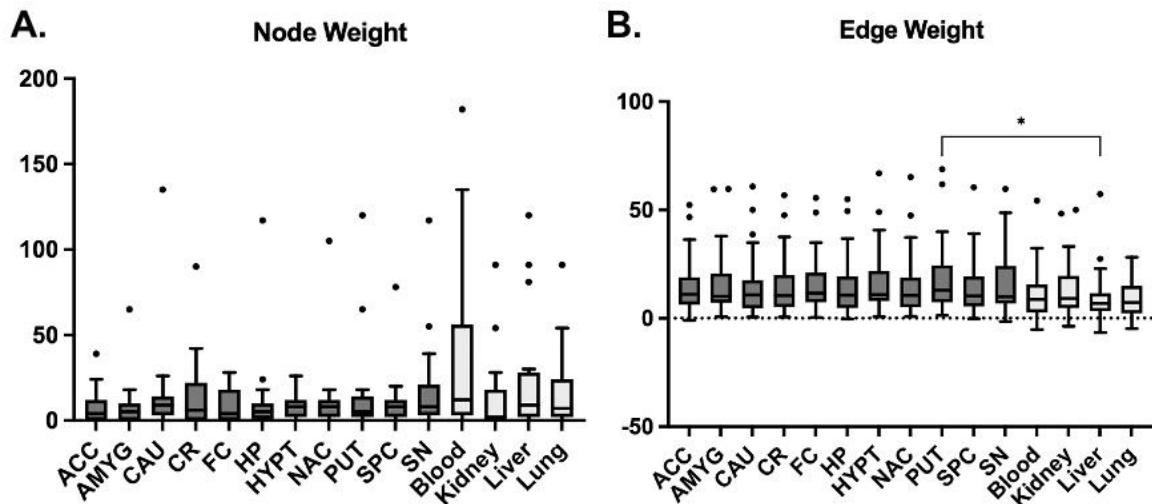 A.
Node Weight
200
150
100
50
0
ACC
AMYG
CAU
CR
FC
HP
HYPT
NAC
PUT
SPC
SN
Blood
Kidney
Liver
Lung
B.
Edge Weight
100
50
0
-50
*
ACC
AMYG
CAU
CR
FC
HP
HYPT
NAC
PUT
SPC
SN
Blood
Kidney
Liver
Lung